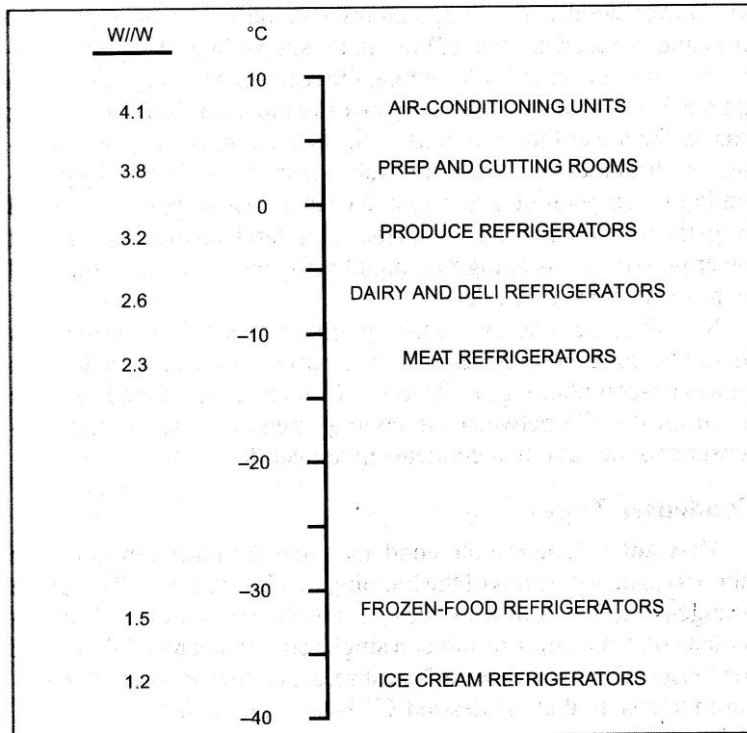 W//W °C
10
4.1 AIR-CONDITIONING UNITS
3.8 PREP AND CUTTING ROOMS
0
3.2 PRODUCE REFRIGERATORS
2.6 DAIRY AND DELI REFRIGERATORS
–10
2.3 MEAT REFRIGERATORS
–20
–30
1.5 FROZEN-FOOD REFRIGERATORS
1.2 ICE CREAM REFRIGERATORS
–40